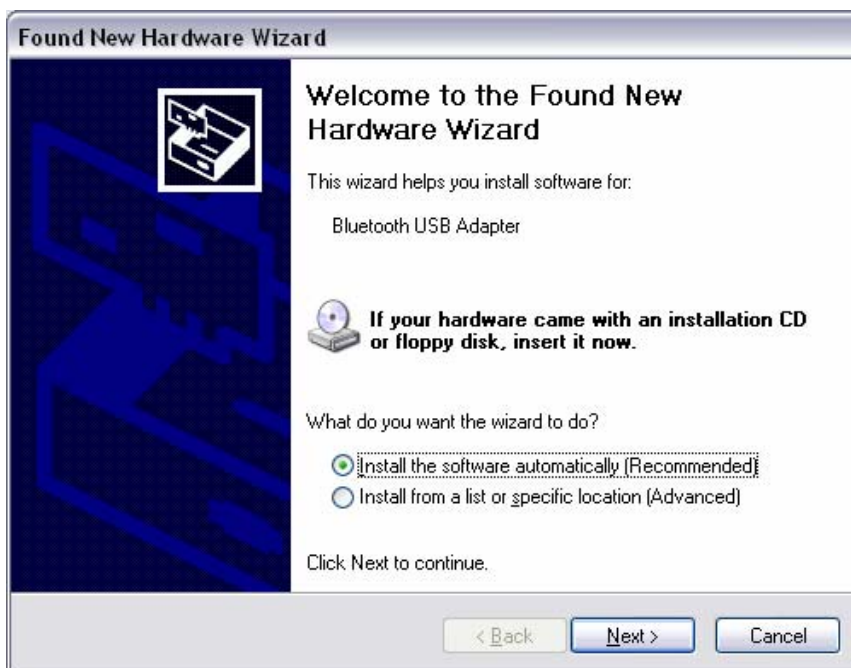 Found New Hardware Wizard
Welcome to the Found New
Hardware Wizard
This wizard helps you install software for:
Bluetooth USB Adapter
If your hardware came with an installation CD
or floppy disk, insert it now.
What do you want the wizard to do?
Install the software automatically (Recommended)
Install from a list or specific location (Advanced)
Click Next to continue.
< Back Next > Cancel